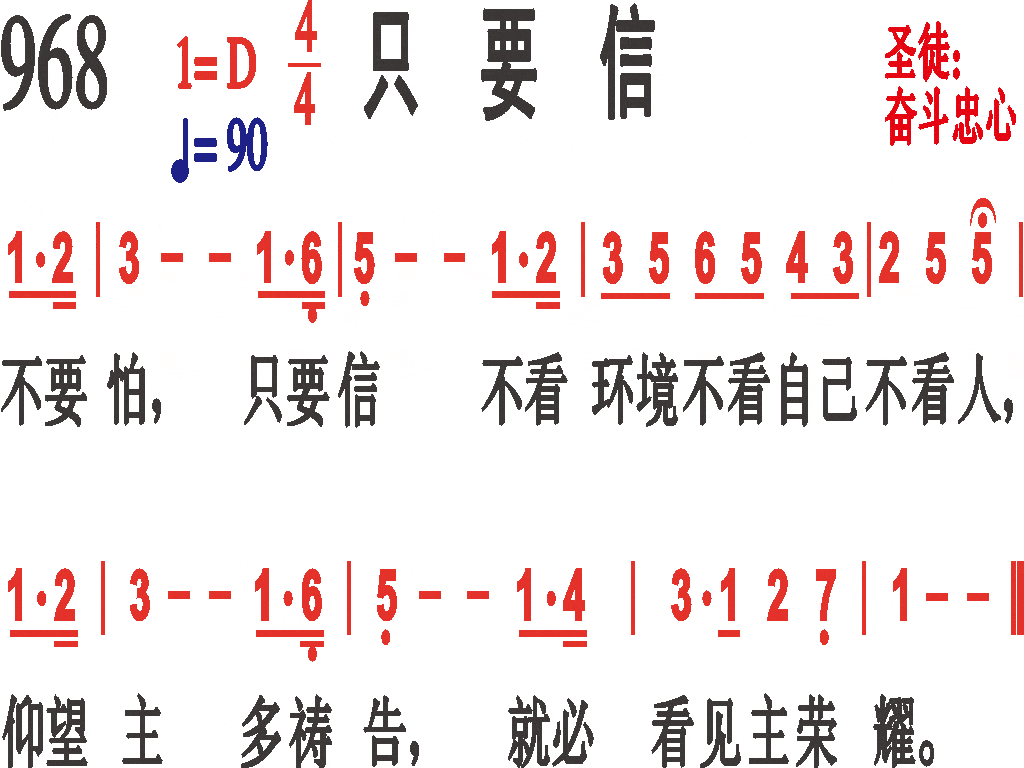 968 1=D 4/4 只要信 圣徒:
♩=90 奋斗忠心
1·2 | 3 - - 1·6 | 5 - - 1·2 | 3 5 6 5 4 3 | 2 5 5 |
不要怕， 只要信 不看环境不看自己不看人，
1·2 | 3 - - 1·6 | 5 - - 1·4 | 3·1 2 7 | 1 - - ‖
仰望主 多祷告， 就必看见主荣耀。